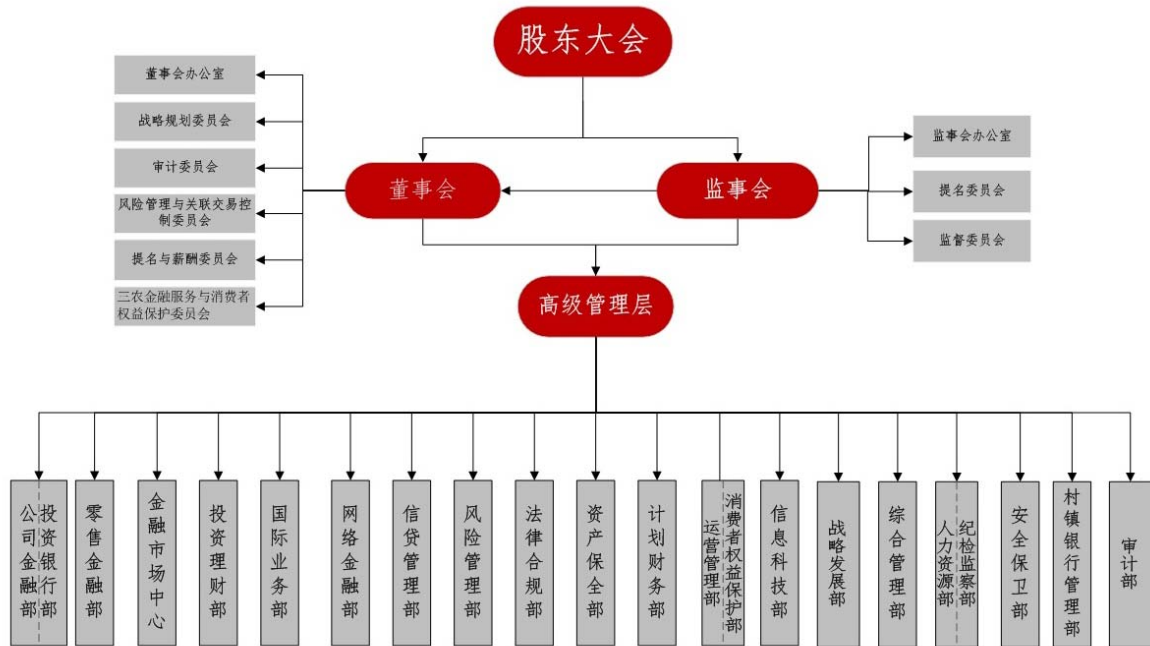 股东大会
董事会办公室
战略规划委员会
审计委员会
风险管理与关联交易控
制委员会
提名与薪酬委员会
三农金融服务与消费者
权益保护委员会
董事会
监事会
监事会办公室
提名委员会
监督委员会
高级管理层
公司金融部
投资银行部
零售金融部
金融市场中心
投资理财部
国际业务部
网络金融部
信贷管理部
风险管理部
法律合规部
资产保全部
计划财务部
运营管理部
消费者权益保护部
信息科技部
战略发展部
综合管理部
人力资源部
纪检监察部
安全保卫部
村镇银行管理部
审计部